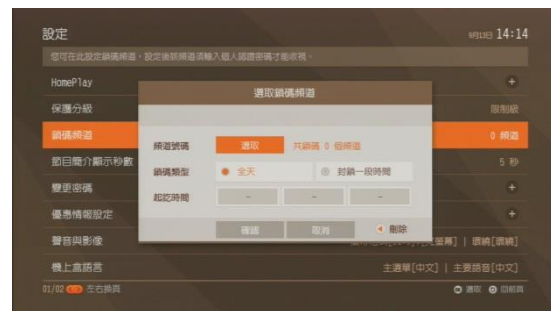 設定
9月13日 14:14
您可在此設定鎖碼頻道，設定後該頻道須輸入個人認證密碼才能收視。
HomePlay
保護分級 限制級
鎖碼頻道 0 頻道
節目簡介顯示秒數 5 秒
變更密碼
優惠情報設定
聲音與影像 | 環繞[環繞]
機上盒語言 主選單[中文] | 主要語音[中文]
選取鎖碼頻道
頻道號碼 選取 共鎖碼 0 個頻道
鎖碼類型 全天 封鎖一段時間
起訖時間 - - -
確認 取消 刪除
01/02 左右換頁 選取 回前頁